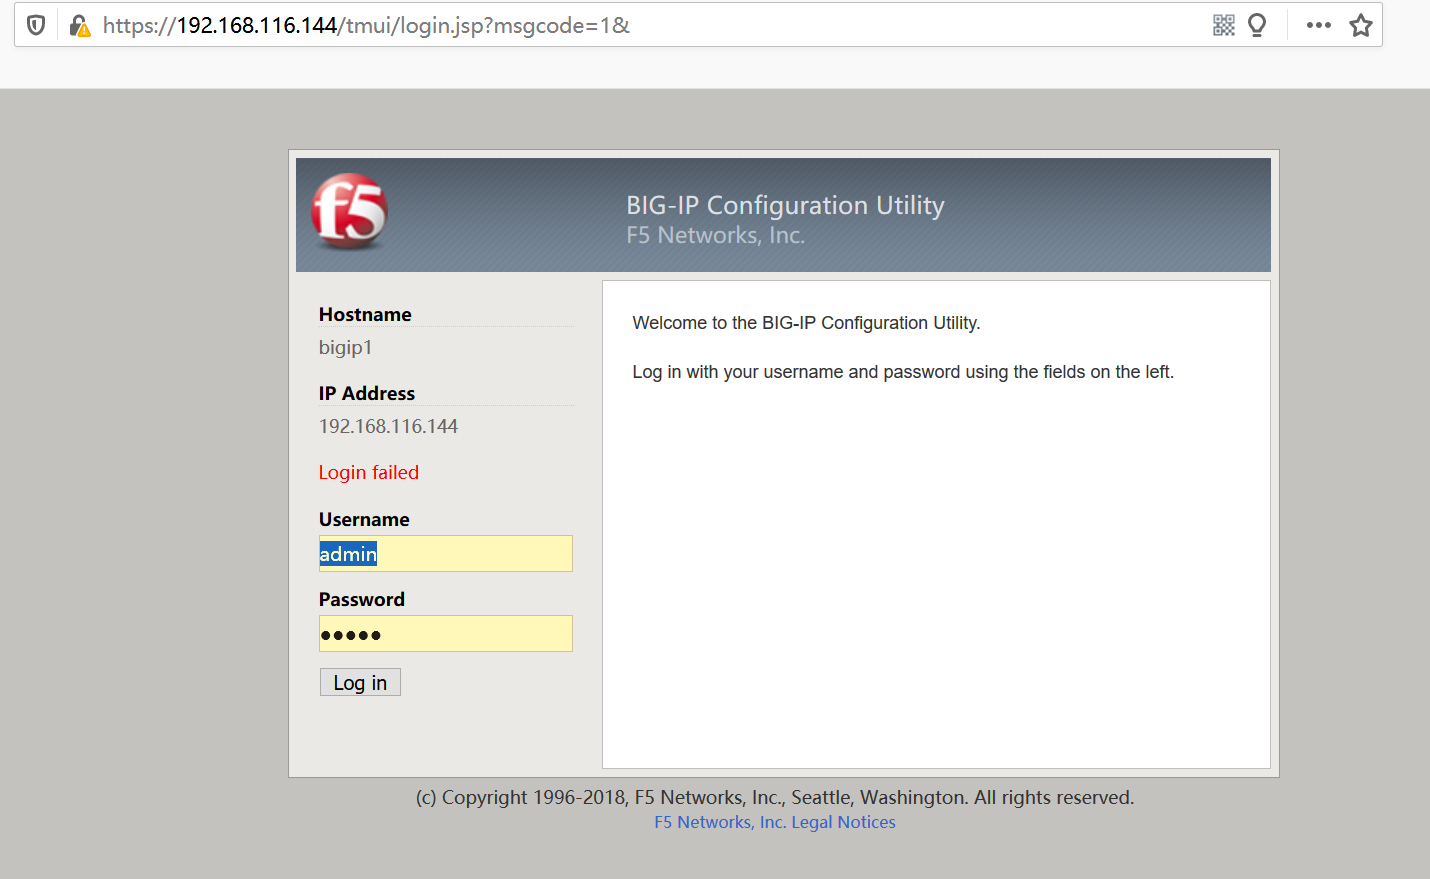 https://192.168.116.144/tmui/login.jsp?msgcode=1&
f5
BIG-IP Configuration Utility
F5 Networks, Inc.
Hostname
bigip1
IP Address
192.168.116.144
Login failed
Username
admin
Password
•••••
Log in
Welcome to the BIG-IP Configuration Utility.
Log in with your username and password using the fields on the left.
(c) Copyright 1996-2018, F5 Networks, Inc., Seattle, Washington. All rights reserved.
F5 Networks, Inc. Legal Notices